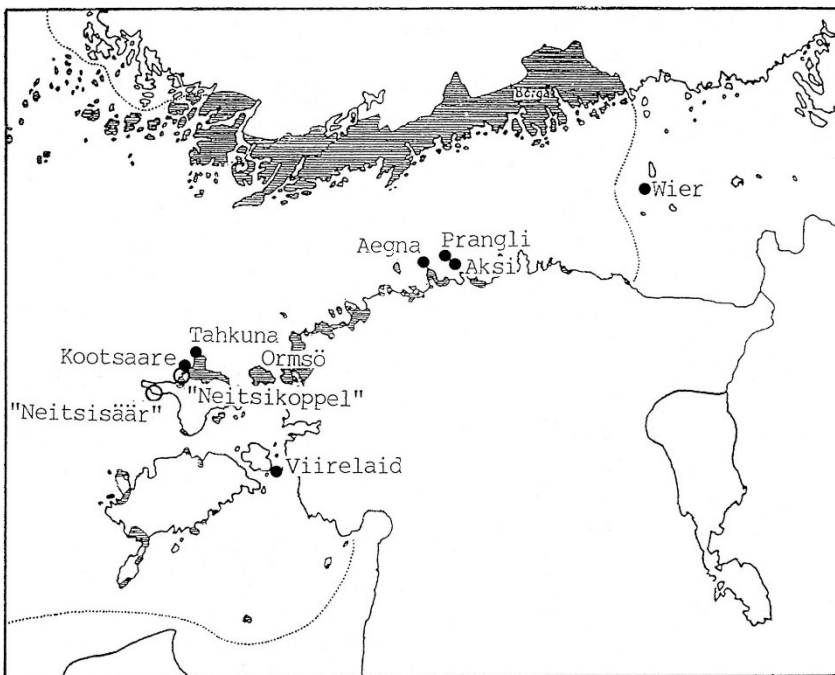 Borgå
Wier
Prangli
Aegna
Aksi
Tahkuna
Kootsaare
Ormsö
"Neitsikoppel"
"Neitsisäär"
Viirelaid